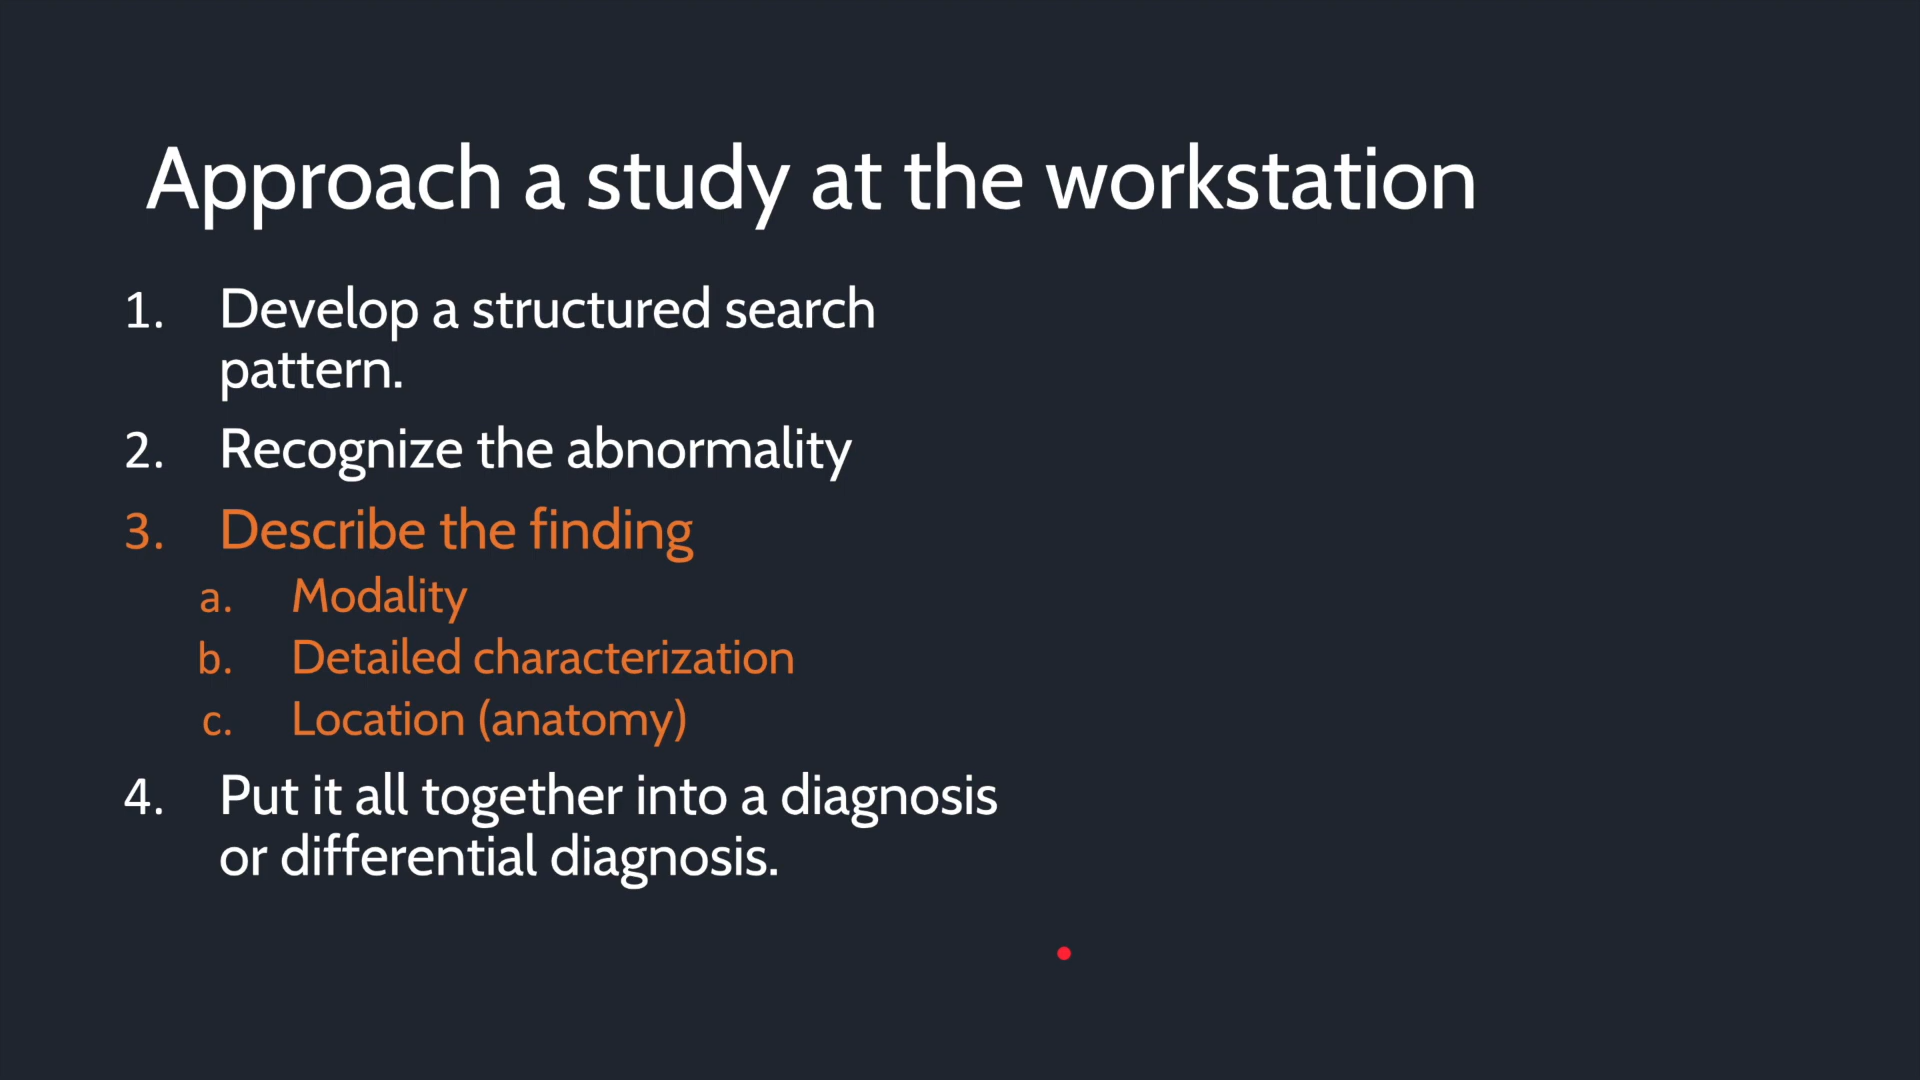 Approach a study at the workstation
1. Develop a structured search
pattern.
2. Recognize the abnormality
3. Describe the finding
a. Modality
b. Detailed characterization
c. Location (anatomy)
4. Put it all together into a diagnosis
or differential diagnosis.